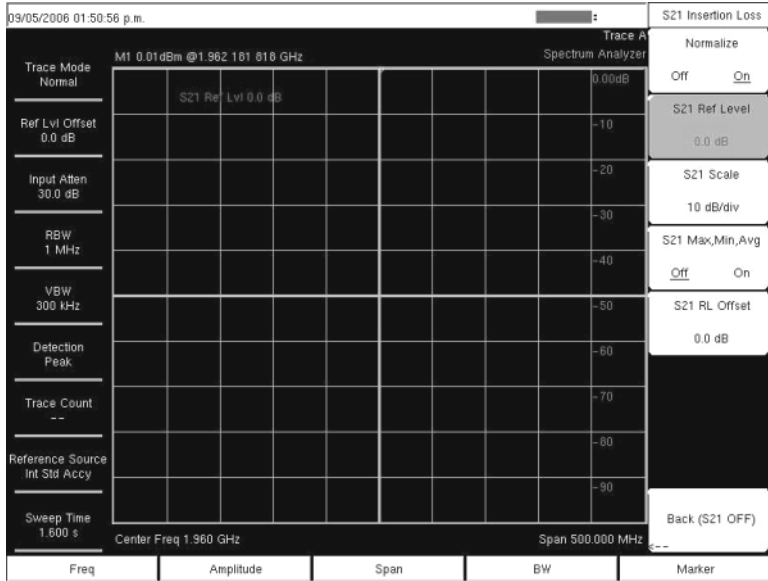 09/05/2006 01:50:56 p.m.
S21 Insertion Loss
Trace A
M1 0.01dBm @1.962 181 818 GHz
Spectrum Analyzer
Trace Mode
Normal
Ref Lvl Offset
0.0 dB
Input Atten
30.0 dB
RBW
1 MHz
VBW
300 kHz
Detection
Peak
Trace Count
--
Reference Source
Int Std Accy
Sweep Time
1.600 s
S21 Ref Lvl 0.0 dB
0.00dB
-10
-20
-30
-40
-50
-60
-70
-80
-90
Center Freq 1.960 GHz
Span 500.000 MHz
Normalize
Off On
S21 Ref Level
0.0 dB
S21 Scale
10 dB/div
S21 Max,Min,Avg
Off On
S21 RL Offset
0.0 dB
Back (S21 OFF)
<--
Freq Amplitude Span BW Marker